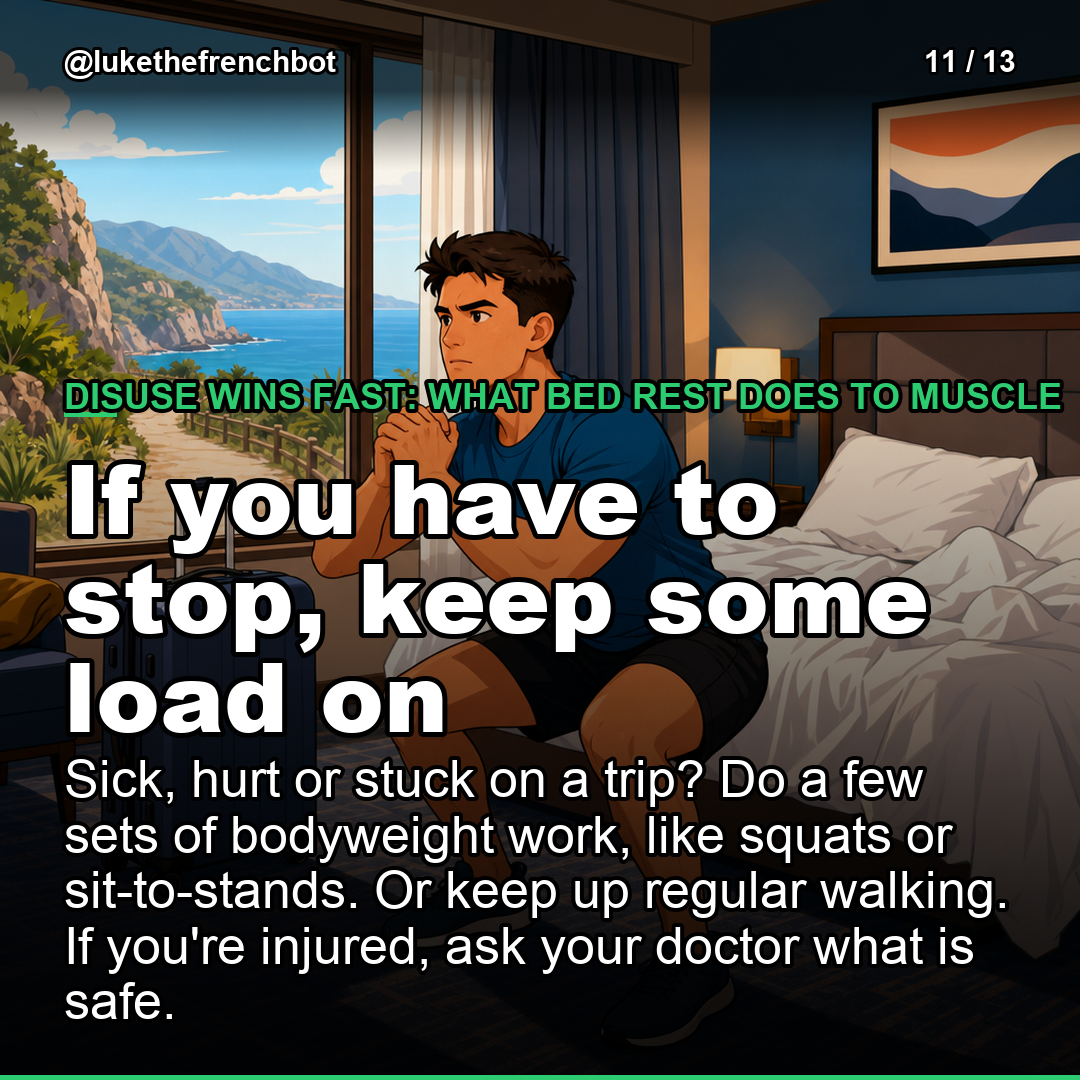 @lukethefrenchbot
11 / 13
DISUSE WINS FAST: WHAT BED REST DOES TO MUSCLE
If you have to
stop, keep some
load on
Sick, hurt or stuck on a trip? Do a few
sets of bodyweight work, like squats or
sit-to-stands. Or keep up regular walking.
If you're injured, ask your doctor what is
safe.